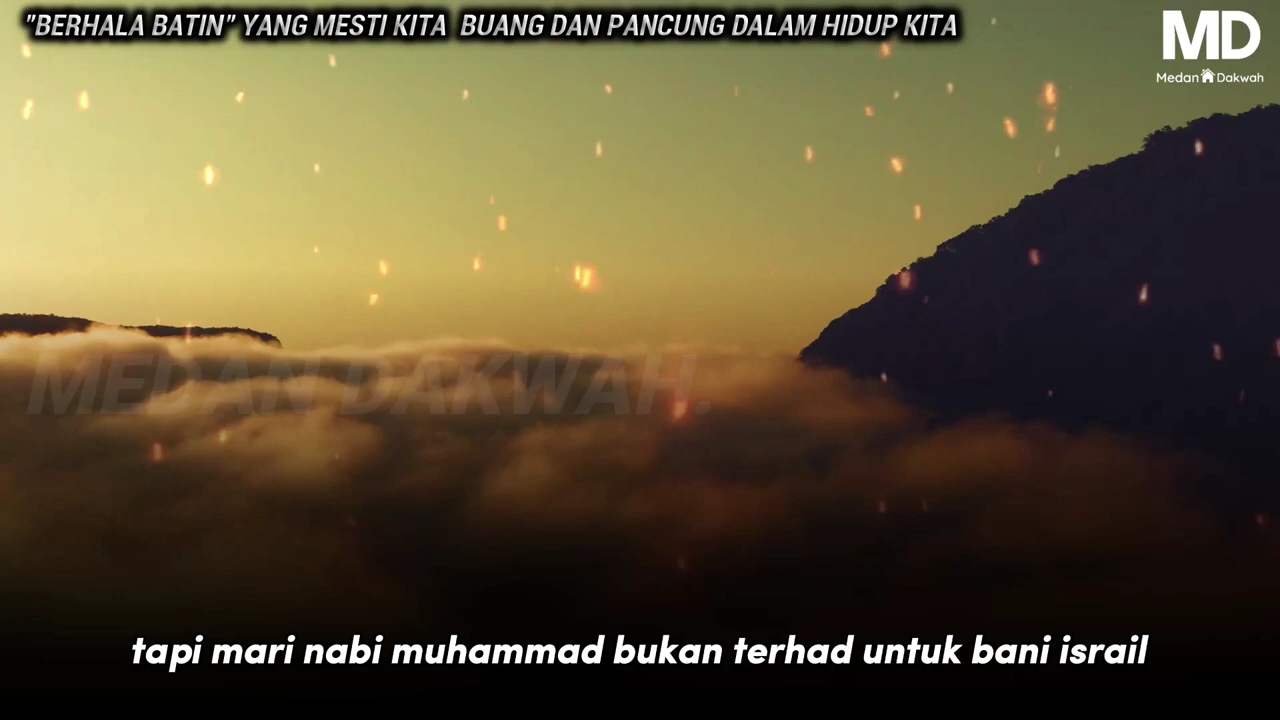 "BERHALA BATIN" YANG MESTI KITA BUANG DAN PANCUNG DALAM HIDUP KITA
MD
Medan Dakwah
MEDAN DAKWAH.
tapi mari nabi muhammad bukan terhad untuk bani israil